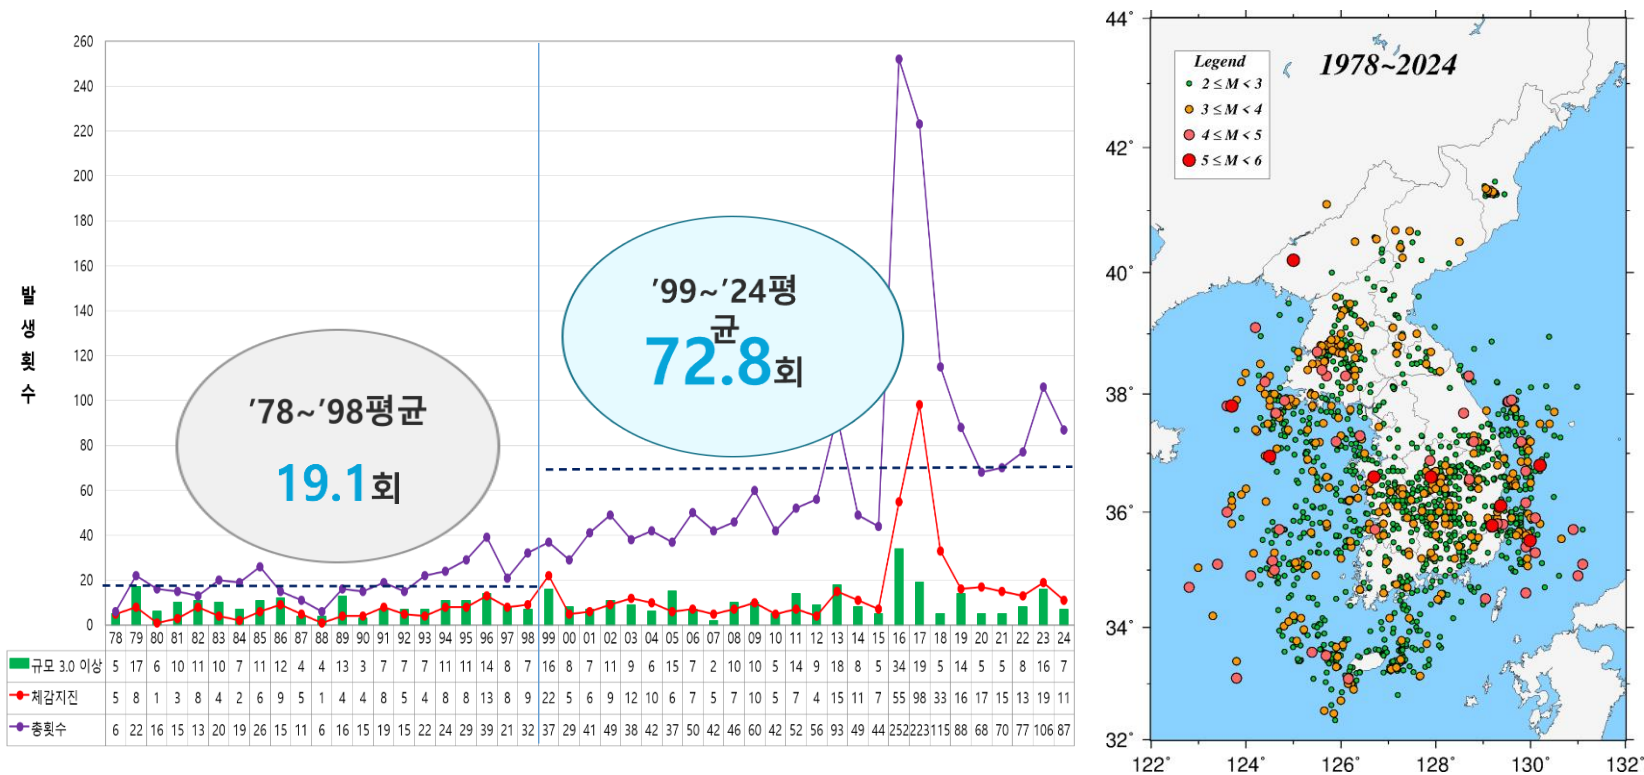 260
240
220
200
180
160
140
120
100
80
60
40
20
0
발
생
횟
수
’78~’98평균
19.1회
’99~’24평
균
72.8회
78 79 80 81 82 83 84 85 86 87 88 89 90 91 92 93 94 95 96 97 98 99 00 01 02 03 04 05 06 07 08 09 10 11 12 13 14 15 16 17 18 19 20 21 22 23 24
규모 3.0 이상 5 17 6 10 11 10 7 11 12 4 4 13 3 7 7 7 11 11 14 8 7 16 8 7 11 9 6 15 7 2 10 10 5 14 9 18 8 5 34 19 5 14 5 5 8 16 7
체감지진 5 8 1 3 8 4 2 6 9 5 1 4 4 8 5 4 8 8 13 8 9 22 5 6 9 12 10 6 7 5 7 10 5 7 4 15 11 7 55 98 33 16 17 15 13 19 11
총횟수 6 22 16 15 13 20 19 26 15 11 6 16 15 19 15 22 24 29 39 21 32 37 29 41 49 38 42 37 50 42 46 60 42 52 56 93 49 44 252 223 115 88 68 70 77 106 87
1978~2024
Legend
2 ≤ M < 3
3 ≤ M < 4
4 ≤ M < 5
5 ≤ M < 6
44°
42°
40°
38°
36°
34°
32°
122° 124° 126° 128° 130° 132°